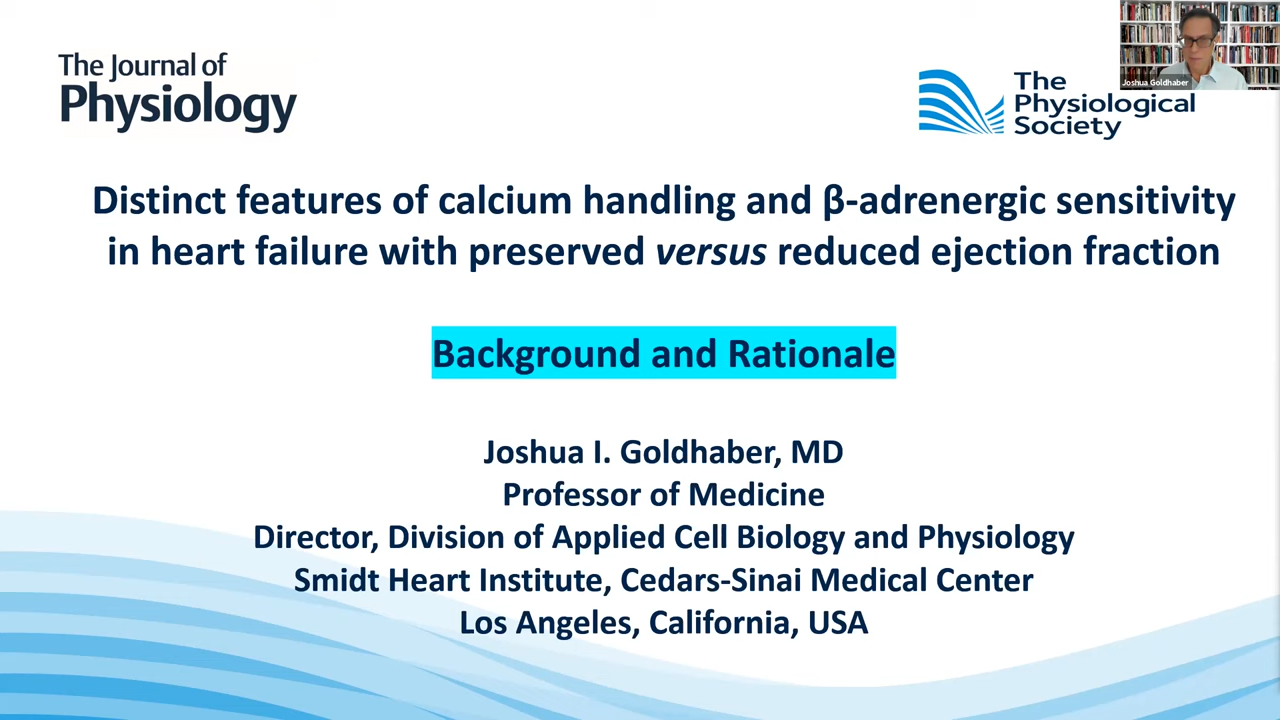 The Journal of
Physiology
Joshua Goldhaber
The
Physiological
Society
Distinct features of calcium handling and β-adrenergic sensitivity
in heart failure with preserved versus reduced ejection fraction
Background and Rationale
Joshua I. Goldhaber, MD
Professor of Medicine
Director, Division of Applied Cell Biology and Physiology
Smidt Heart Institute, Cedars-Sinai Medical Center
Los Angeles, California, USA